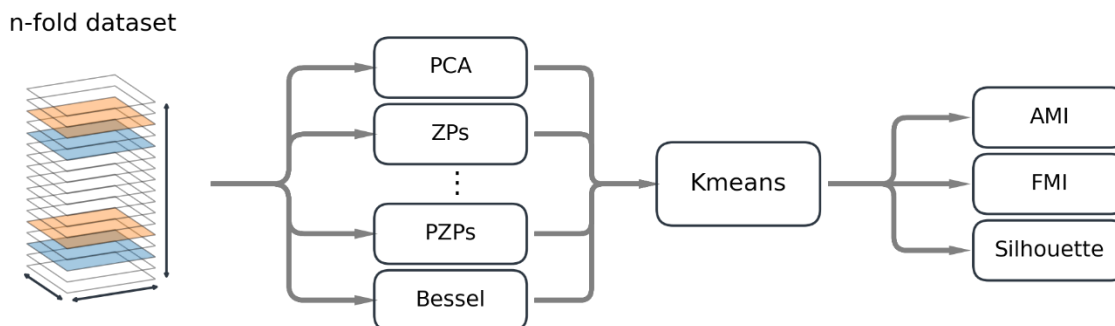 n-fold dataset
PCA
ZPs
⋮
PZPs
Bessel
Kmeans
AMI
FMI
Silhouette